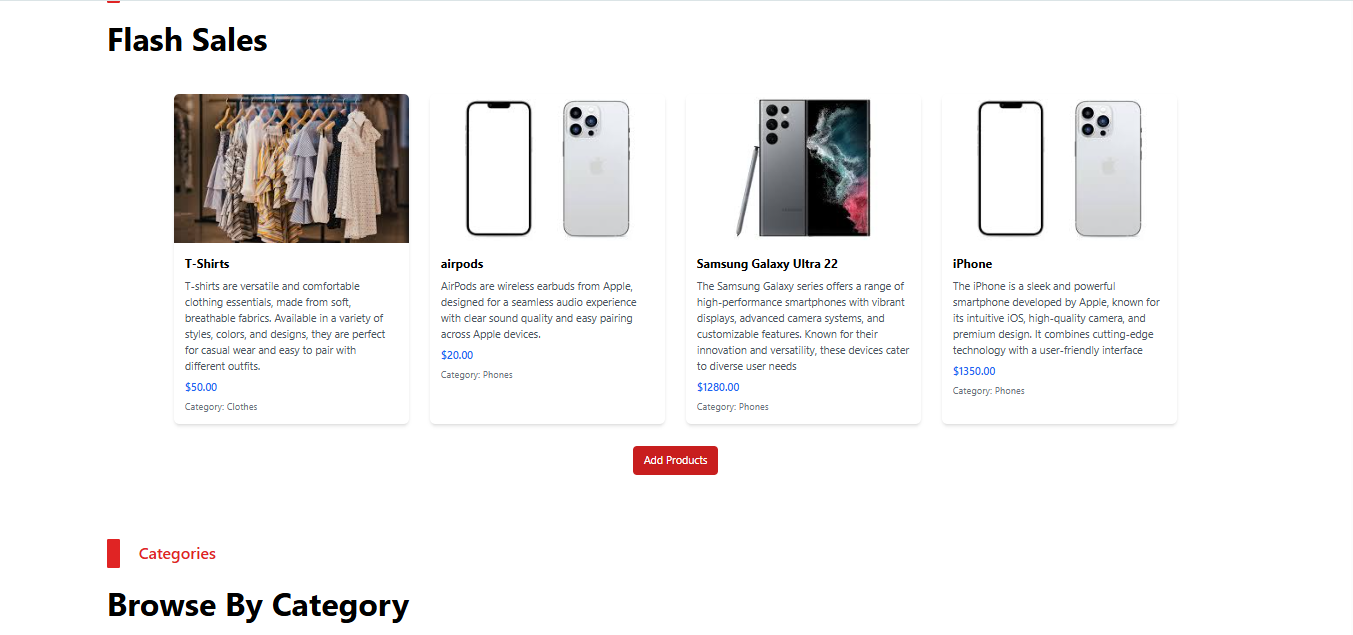 Flash Sales
T-Shirts
T-shirts are versatile and comfortable
clothing essentials, made from soft,
breathable fabrics. Available in a variety of
styles, colors, and designs, they are perfect
for casual wear and easy to pair with
different outfits.
$50.00
Category: Clothes
airpods
AirPods are wireless earbuds from Apple,
designed for a seamless audio experience
with clear sound quality and easy pairing
across Apple devices.
$20.00
Category: Phones
Samsung Galaxy Ultra 22
The Samsung Galaxy series offers a range of
high-performance smartphones with vibrant
displays, advanced camera systems, and
customizable features. Known for their
innovation and versatility, these devices cater
to diverse user needs
$1280.00
Category: Phones
iPhone
The iPhone is a sleek and powerful
smartphone developed by Apple, known for
its intuitive iOS, high-quality camera, and
premium design. It combines cutting-edge
technology with a user-friendly interface
$1350.00
Category: Phones
Add Products
Categories
Browse By Category